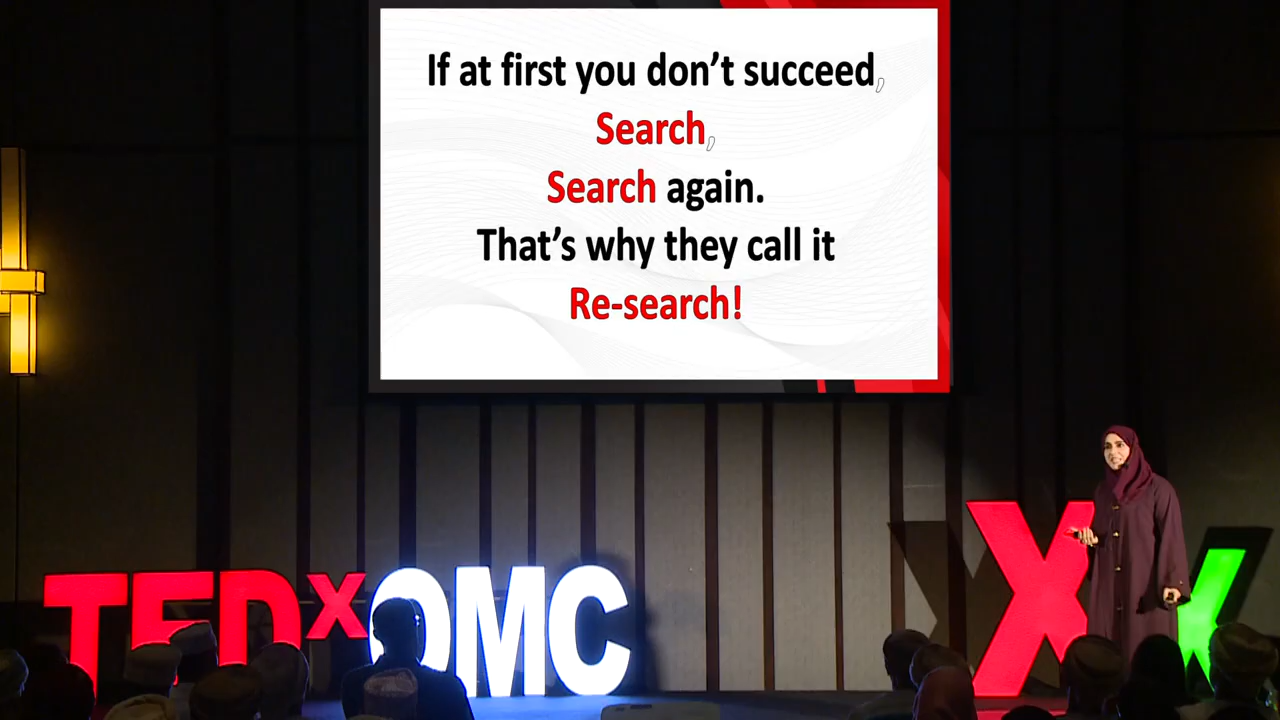 If at first you don’t succeed,
Search,
Search again.
That’s why they call it
Re-search!
TEDxOMC
X
X